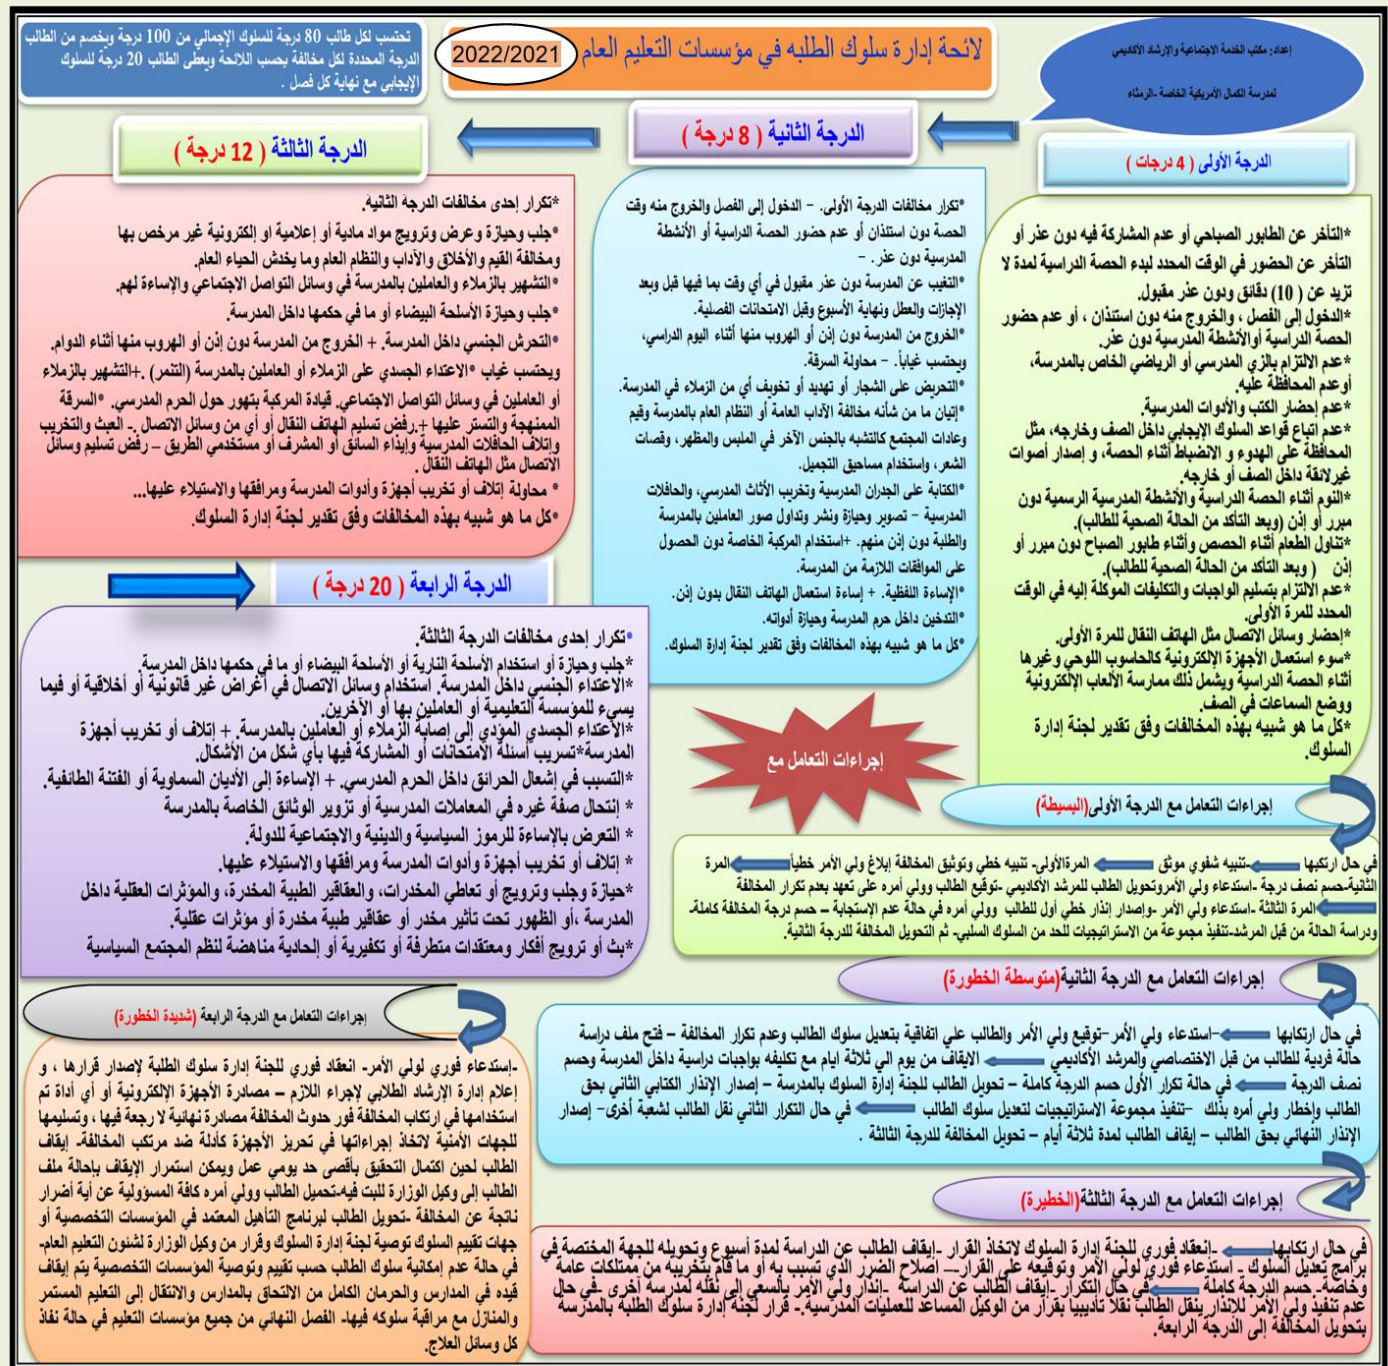 إعداد: مكتب الخدمة الاجتماعية والإرشاد الأكاديمي
لمدرسة الكمال الأمريكية الخاصة -الرمثاء
لائحة إدارة سلوك الطلبه في مؤسسات التعليم العام 2022/2021
تحتسب لكل طالب 80 درجة للسلوك الإجمالي من 100 درجة ويخصم من الطالب
الدرجة المحددة لكل مخالفة بحسب اللائحة ويعطى الطالب 20 درجة للسلوك
الإيجابي مع نهاية كل فصل .
الدرجة الأولى ( 4 درجات )
*التأخر عن الطابور الصباحي أو عدم المشاركة فيه دون عذر أو
التأخر عن الحضور في الوقت المحدد لبدء الحصة الدراسية لمدة لا
تزيد عن ( 10) دقائق ودون عذر مقبول.
*الدخول إلى الفصل ، والخروج منه دون استئذان ، أو عدم حضور
الحصة الدراسية أوالأنشطة المدرسية دون عذر.
*عدم الالتزام بالزي المدرسي أو الرياضي الخاص بالمدرسة،
أوعدم المحافظة عليه.
*عدم إحضار الكتب والأدوات المدرسية.
*عدم اتباع قواعد السلوك الإيجابي داخل الصف وخارجه، مثل
المحافظة على الهدوء و الانضباط أثناء الحصة، و إصدار أصوات
غيرلائقة داخل الصف أو خارجه.
*النوم أثناء الحصة الدراسية والأنشطة المدرسية الرسمية دون
مبرر أو إذن (وبعد التأكد من الحالة الصحية للطالب).
*تناول الطعام أثناء الحصص وأثناء طابور الصباح دون مبرر أو
إذن ( وبعد التأكد من الحالة الصحية للطالب).
*عدم الالتزام بتسليم الواجبات والتكليفات الموكلة إليه في الوقت
المحدد للمرة الأولى.
*إحضار وسائل الاتصال مثل الهاتف النقال للمرة الأولى.
*سوء استعمال الأجهزة الإلكترونية كالحاسوب اللوحي وغيرها
أثناء الحصة الدراسية ويشمل ذلك ممارسة الألعاب الإلكترونية
ووضع السماعات في الصف.
*كل ما هو شبيه بهذه المخالفات وفق تقدير لجنة إدارة
السلوك.
الدرجة الثانية ( 8 درجة )
*تكرار مخالفات الدرجة الأولى. – الدخول إلى الفصل والخروج منه وقت
الحصة دون استئذان أو عدم حضور الحصة الدراسية أو الأنشطة
المدرسية دون عذر. –
*التغيب عن المدرسة دون عذر مقبول في أي وقت بما فيها قبل وبعد
الإجازات والعطل ونهاية الأسبوع وقبل الامتحانات الفصلية.
*الخروج من المدرسة دون إذن أو الهروب منها أثناء اليوم الدراسي،
ويحتسب غياباً. – محاولة السرقة.
*التحريض على الشجار أو تهديد أو تخويف أي من الزملاء في المدرسة.
*إتيان ما من شأنه مخالفة الآداب العامة أو النظام العام بالمدرسة وقيم
وعادات المجتمع كالتشبه بالجنس الآخر في الملبس والمظهر، وقصات
الشعر، واستخدام مساحيق التجميل.
*الكتابة على الجدران المدرسية وتخريب الأثاث المدرسي، والحافلات
المدرسية – تصوير وحيازة ونشر وتداول صور العاملين بالمدرسة
والطلبة دون إذن منهم. +استخدام المركبة الخاصة دون الحصول
على الموافقات اللازمة من المدرسة.
*الإساءة اللفظية. + إساءة استعمال الهاتف النقال بدون إذن.
*التدخين داخل حرم المدرسة وحيازة أدواته.
*كل ما هو شبيه بهذه المخالفات وفق تقدير لجنة إدارة السلوك.
الدرجة الثالثة ( 12 درجة )
*تكرار إحدى مخالفات الدرجة الثانية.
*جلب وحيازة وعرض وترويج مواد مادية أو إعلامية او إلكترونية غير مرخص بها
ومخالفة القيم والأخلاق والآداب والنظام العام وما يخدش الحياء العام.
*التشهير بالزملاء والعاملين بالمدرسة في وسائل التواصل الاجتماعي والإساءة لهم.
*جلب وحيازة الأسلحة البيضاء أو ما في حكمها داخل المدرسة.
*التحرش الجنسي داخل المدرسة. + الخروج من المدرسة دون إذن أو الهروب منها أثناء الدوام.
ويحتسب غياب *الاعتداء الجسدي على الزملاء أو العاملين بالمدرسة (التنمر) .+التشهير بالزملاء
أو العاملين في وسائل التواصل الاجتماعي. قيادة المركبة بتهور حول الحرم المدرسي. *السرقة
الممنهجة والتستر عليها +.رفض تسليم الهاتف النقال أو أي من وسائل الاتصال .- العبث والتخريب
وإتلاف الحافلات المدرسية وإيذاء السائق أو المشرف أو مستخدمي الطريق – رفض تسليم وسائل
الاتصال مثل الهاتف النقال .
* محاولة إتلاف أو تخريب أجهزة وأدوات المدرسة ومرافقها والاستيلاء عليها...
*كل ما هو شبيه بهذه المخالفات وفق تقدير لجنة إدارة السلوك.
الدرجة الرابعة ( 20 درجة )
*تكرار إحدى مخالفات الدرجة الثالثة.
*جلب وحيازة أو استخدام الأسلحة النارية أو الأسلحة البيضاء أو ما في حكمها داخل المدرسة.
*الاعتداء الجنسي داخل المدرسة. استخدام وسائل الاتصال في أغراض غير قانونية أو أخلاقية أو فيما
يسيء للمؤسسة التعليمية أو العاملين بها أو الآخرين.
*الاعتداء الجسدي المؤدي إلى إصابة الزملاء أو العاملين بالمدرسة. + إتلاف أو تخريب أجهزة
المدرسة*تسريب أسئلة الامتحانات أو المشاركة فيها بأي شكل من الأشكال.
*التسبب في إشعال الحرائق داخل الحرم المدرسي. + الإساءة إلى الأديان السماوية أو الفتنة الطائفية.
* إنتحال صفة غيره في المعاملات المدرسية أو تزوير الوثائق الخاصة بالمدرسة
* التعرض بالإساءة للرموز السياسية والدينية والاجتماعية للدولة.
* إتلاف أو تخريب أجهزة وأدوات المدرسة ومرافقها والاستيلاء عليها.
*حيازة وجلب وترويج أو تعاطي المخدرات، والعقاقير الطبية المخدرة، والمؤثرات العقلية داخل
المدرسة ،أو الظهور تحت تأثير مخدر أو عقاقير طبية مخدرة أو مؤثرات عقلية.
*بث أو ترويج أفكار ومعتقدات متطرفة أو تكفيرية أو إلحادية مناهضة لنظم المجتمع السياسية
إجراءات التعامل مع
إجراءات التعامل مع الدرجة الأولى(البسيطة)
في حال ارتكبها تنبيه شفوي موثق المرةالأولى- تنبيه خطي وتوثيق المخالفة إبلاغ ولي الأمر خطياً المرة
الثانية-حسم نصف درجة -استدعاء ولي الأمروتحويل الطالب للمرشد الأكاديمي -توقيع الطالب وولي أمره على تعهد بعدم تكرار المخالفة
المرة الثالثة -استدعاء ولي الأمر -وإصدار إنذار خطي أول للطالب وولي أمره في حالة عدم الإستجابة – حسم درجة المخالفة كاملة-
ودراسة الحالة من قبل المرشد-تنفيذ مجموعة من الاستراتيجيات للحد من السلوك السلبي- ثم التحويل المخالفة للدرجة الثانية.
إجراءات التعامل مع الدرجة الثانية(متوسطة الخطورة)
في حال ارتكابها –استدعاء ولي الأمر –توقيع ولي الأمر والطالب على اتفاقية بتعديل سلوك الطالب وعدم تكرار المخالفة – فتح ملف دراسة
حالة فردية للطالب من قبل الاختصاصي والمرشد الأكاديمي الايقاف من يوم الي ثلاثة ايام مع تكليفه بواجبات دراسية داخل المدرسة وحسم
نصف الدرجة في حالة تكرار الأول حسم الدرجة كاملة – تحويل الطالب للجنة إدارة السلوك بالمدرسة – إصدار الإنذار الكتابي الثاني بحق
الطالب وإخطار ولي أمره بذلك –تنفيذ مجموعة الاستراتيجيات لتعديل سلوك الطالب في حال التكرار الثاني نقل الطالب لشعبة أخرى– إصدار
الإنذار النهائي بحق الطالب – إيقاف الطالب لمدة ثلاثة أيام – تحويل المخالفة للدرجة الثالثة .
إجراءات التعامل مع الدرجة الثالثة(الخطيرة)
في حال ارتكابها -إنعقاد فوري للجنة إدارة السلوك لاتخاذ القرار -إيقاف الطالب عن الدراسة لمدة أسبوع وتحويله للجهة المختصة في
برامج تعديل السلوك - استدعاء فوري لولي الأمر وتوقيعه على القرار– اصلاح الضرر الذي تسبب به أو ما قام بتخريبه من ممتلكات عامة
وخاصة- حسم الدرجة كاملة في حال التكرار -إيقاف الطالب عن الدراسة -إنذار ولي الأمر بالسعي إلى نقله لمدرسة أخرى -في حال
عدم تنفيذ ولي الأمر للإنذار ينقل الطالب نقلا تأديبيا بقرار من الوكيل المساعد للعمليات المدرسية.- قرار لجنة إدارة سلوك الطلبة بالمدرسة
بتحويل المخالفة إلى الدرجة الرابعة.
إجراءات التعامل مع الدرجة الرابعة (شديدة الخطورة)
-إستدعاء فوري لولي الأمر- انعقاد فوري للجنة إدارة سلوك الطلبة لإصدار قرارها ، و
إعلام إدارة الإرشاد الطلابي لإجراء اللازم – مصادرة الأجهزة الإلكترونية أو أي أداة تم
استخدامها في ارتكاب المخالفة فور حدوث المخالفة مصادرة نهائية لا رجعة فيها ، وتسليمها
للجهات الأمنية لاتخاذ إجراءاتها في تحريز الأجهزة كأدلة ضد مرتكب المخالفة- إيقاف
الطالب لحين اكتمال التحقيق بأقصى حد يومي عمل ويمكن استمرار الإيقاف بإحالة ملف
الطالب إلى وكيل الوزارة للبت فيه-تحميل الطالب وولي أمره كافة المسؤولية عن أية أضرار
ناتجة عن المخالفة -تحويل الطالب لبرنامج التأهيل المعتمد في المؤسسات التخصصية أو
جهات تقييم السلوك توصية لجنة إدارة السلوك وقرار من وكيل الوزارة لشئون التعليم العام-
في حالة عدم إمكانية سلوك الطالب حسب تقييم وتوصية المؤسسات التخصصية يتم إيقاف
قيده في المدارس والحرمان الكامل من الالتحاق بالمدارس والانتقال إلى التعليم المستمر
والمنازل مع مراقبة سلوكه فيها- الفصل النهائي من جميع مؤسسات التعليم في حالة نفاذ
كل وسائل العلاج.